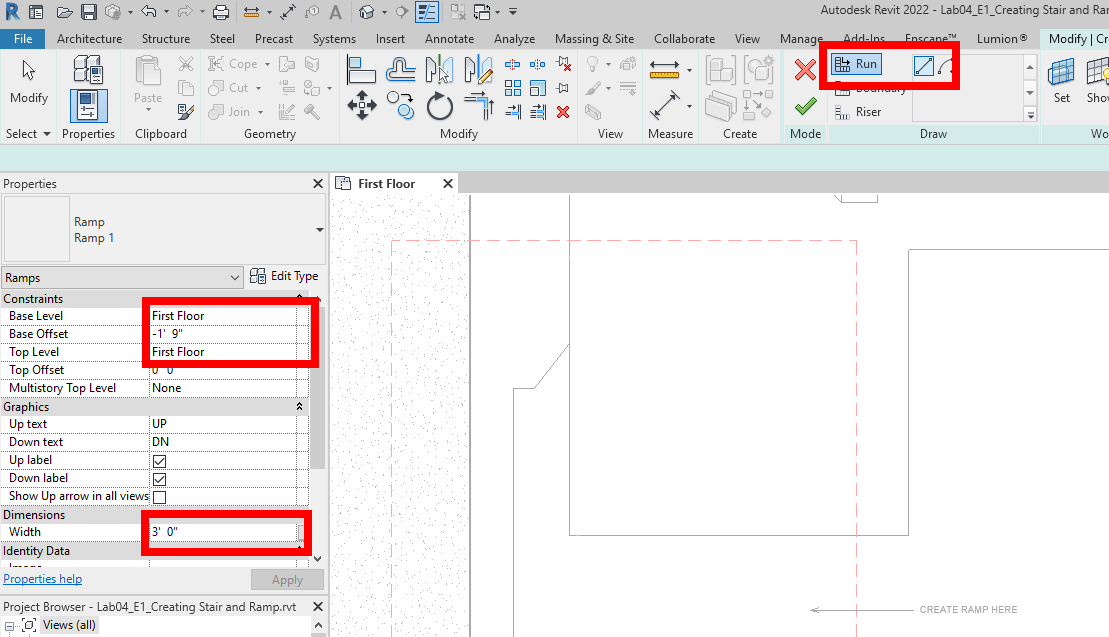 Autodesk Revit 2022 - Lab04_E1_Creating Stair and Ram
File Architecture Structure Steel Precast Systems Insert Annotate Analyze Massing & Site Collaborate View Manage Add-Ins Enscape™ Lumion® Modify | Cr
Modify
Paste
Cope
Cut
Join
Run
Boundary
Riser
Set
Show
Select Properties Clipboard Geometry Modify View Measure Create Mode Draw Wo
Properties
First Floor
Ramp
Ramp 1
Ramps
Edit Type
Constraints
Base Level First Floor
Base Offset -1' 9"
Top Level First Floor
Top Offset 0' 0"
Multistory Top Level None
Graphics
Up text UP
Down text DN
Up label
Down label
Show Up arrow in all views
Dimensions
Width 3' 0"
Identity Data
Image
Properties help
Apply
Project Browser - Lab04_E1_Creating Stair and Ramp.rvt
Views (all)
CREATE RAMP HERE